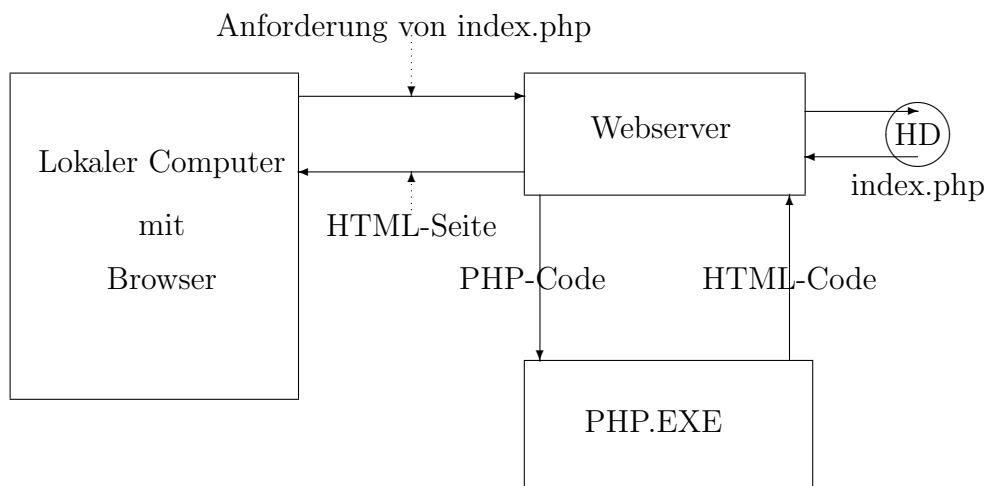 Anforderung von index.php
Lokaler Computer
mit
Browser
Webserver
HD
index.php
HTML-Seite
PHP-Code
HTML-Code
PHP.EXE